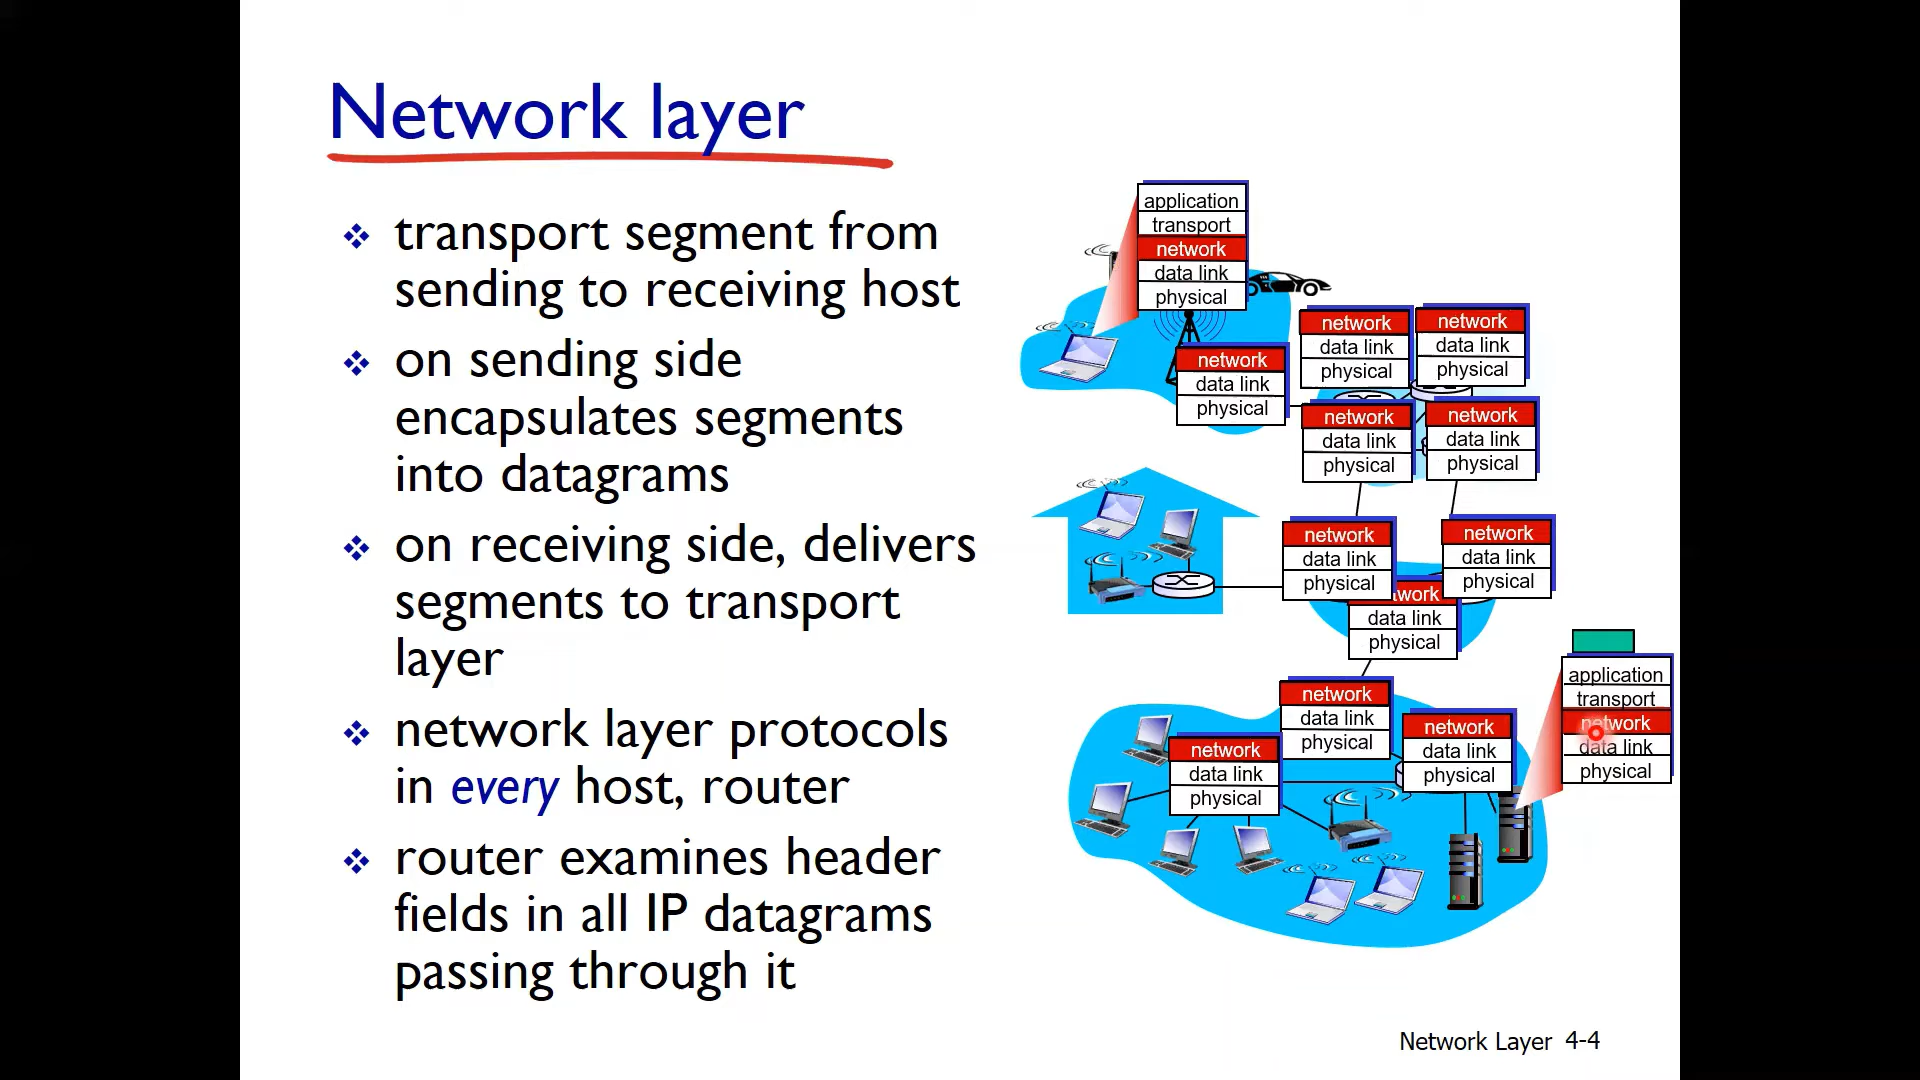 Network layer
transport segment from
sending to receiving host
on sending side
encapsulates segments
into datagrams
on receiving side, delivers
segments to transport
layer
network layer protocols
in every host, router
router examines header
fields in all IP datagrams
passing through it
application
transport
network
data link
physical
network
data link
physical
network
data link
physical
network
data link
physical
network
data link
physical
network
data link
physical
network
data link
physical
network
data link
physical
data link
physical
network
data link
physical
network
data link
physical
network
data link
physical
application
transport
network
data link
physical
Network Layer 4-4